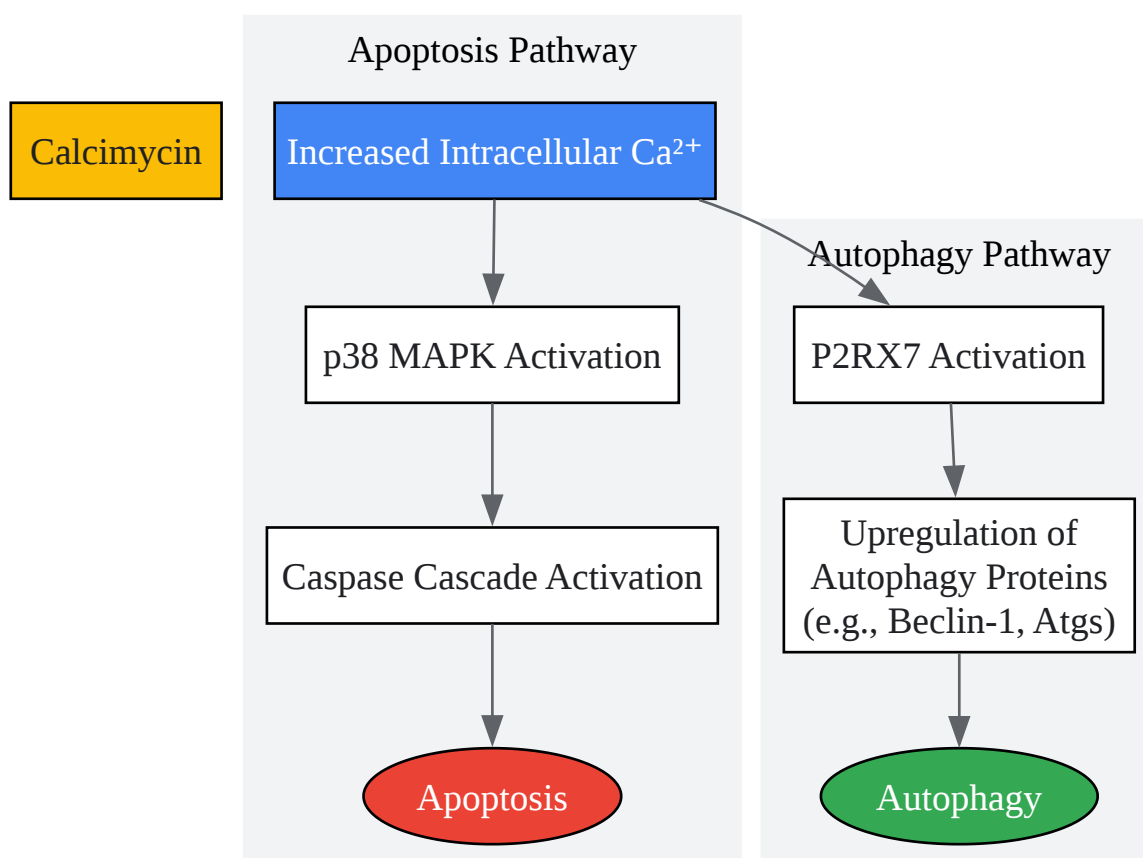 Apoptosis Pathway
Calcimycin
Increased Intracellular Ca²⁺
Autophagy Pathway
p38 MAPK Activation
P2RX7 Activation
Caspase Cascade Activation
Upregulation of
Autophagy Proteins
(e.g., Beclin-1, Atgs)
Apoptosis
Autophagy